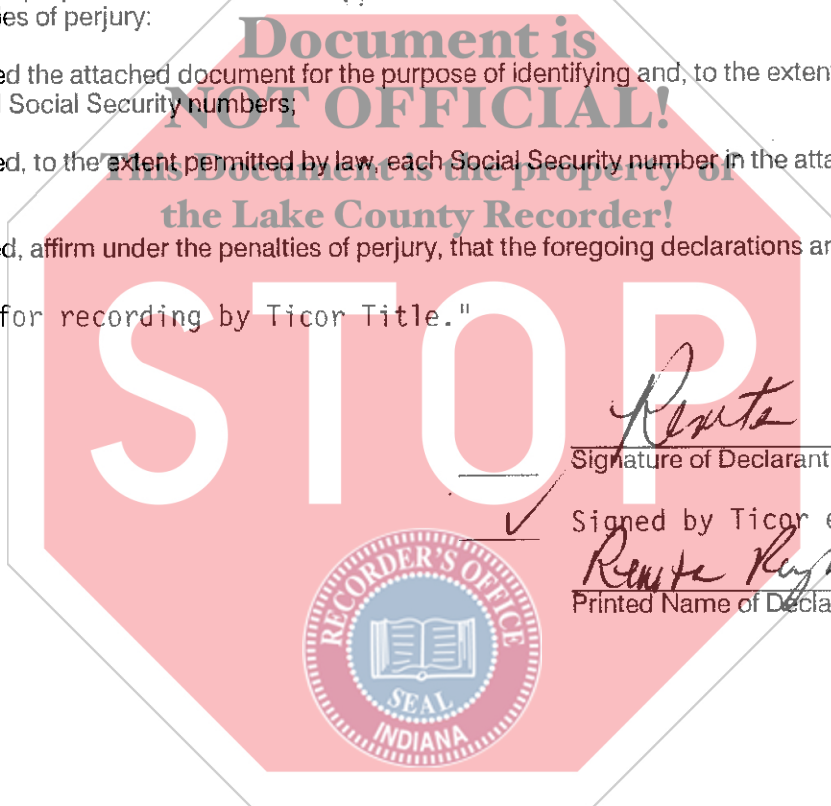 es of perjury:
Document is
ed the attached document for the purpose of identifying and, to the extent
Social Security numbers;
NOT OFFICIAL!
ed, to the extent permitted by law, each Social Security number in the atta
This Document is the property of
the Lake County Recorder!
ed, affirm under the penalties of perjury, that the foregoing declarations ar
for recording by Ticor Title."
STOP
Signature of Declarant
Signed by Ticor e
Printed Name of Decla
RECORDER'S OFFICE
SEAL
INDIANA